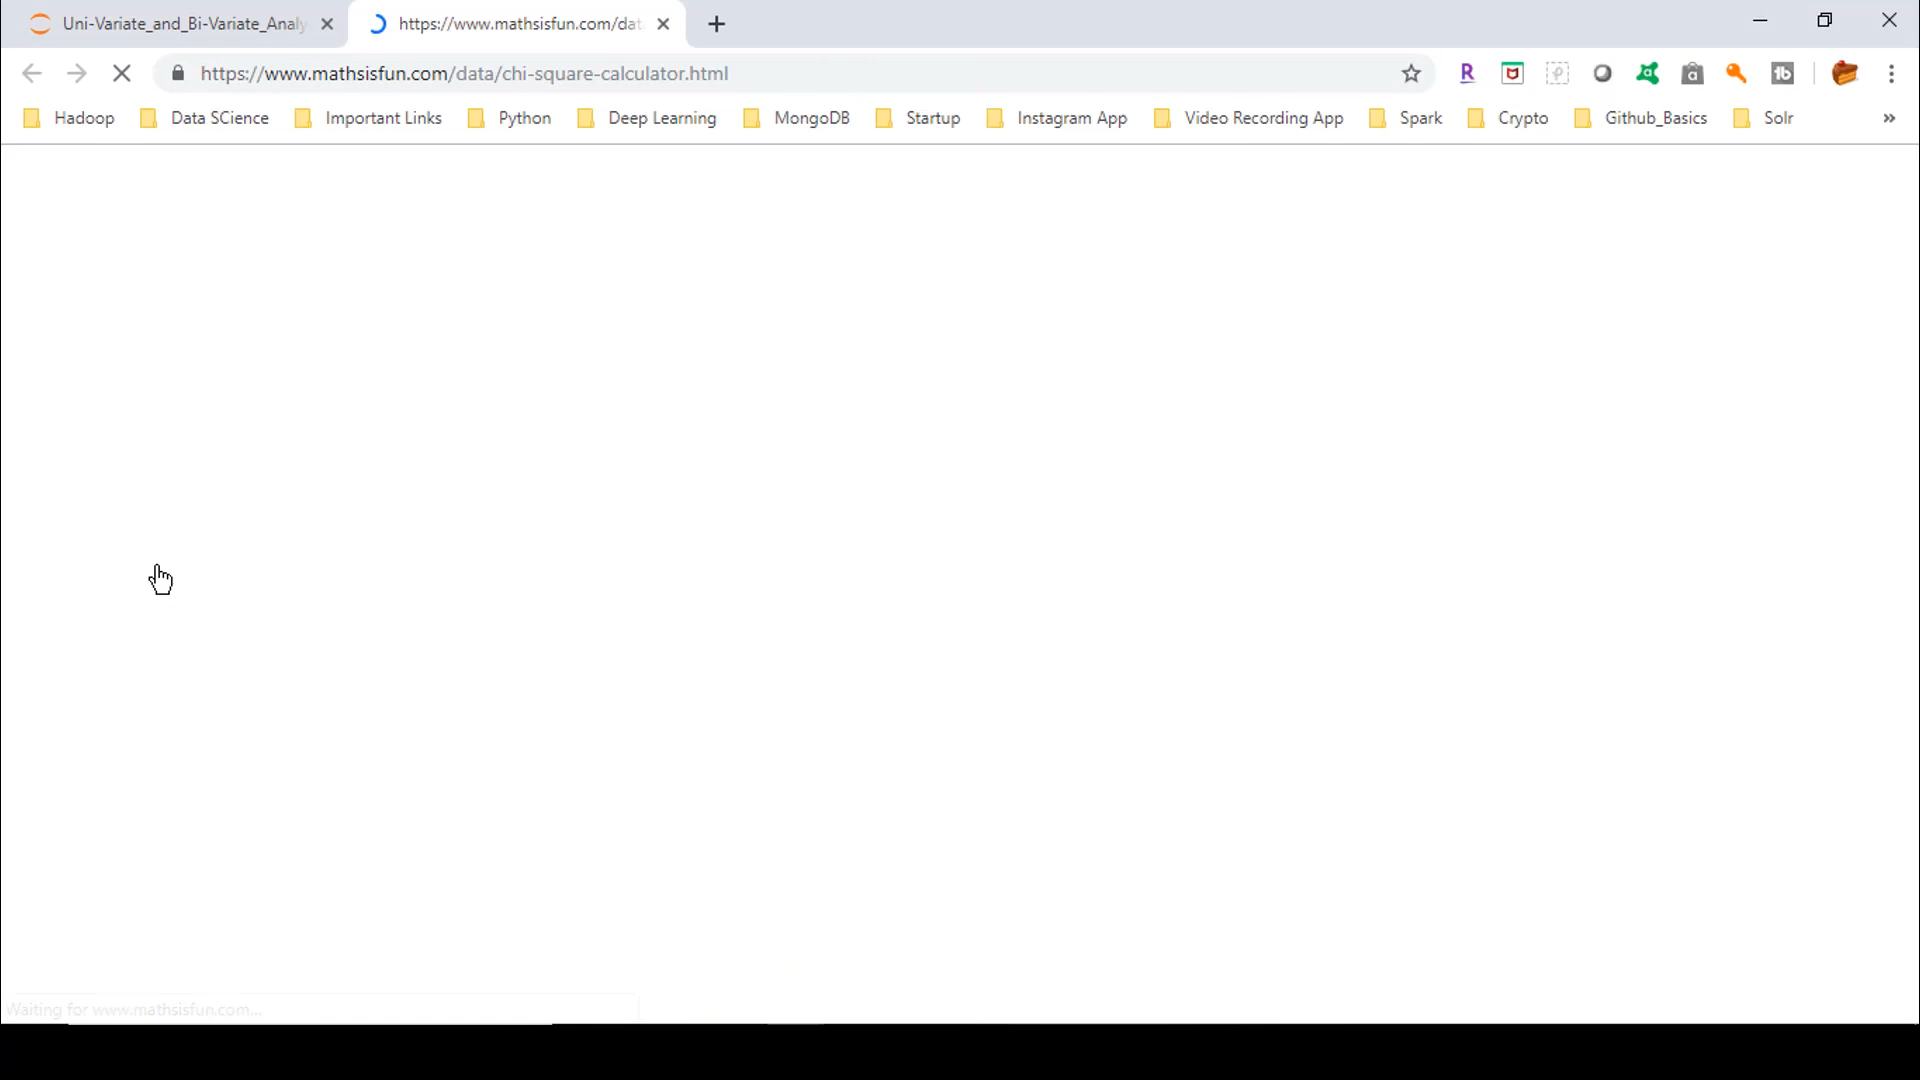 Uni-Variate_and_Bi-Variate_Analy
https://www.mathsisfun.com/dat
https://www.mathsisfun.com/data/chi-square-calculator.html
Hadoop Data SCience Important Links Python Deep Learning MongoDB Startup Instagram App Video Recording App Spark Crypto Github_Basics Solr »
Waiting for www.mathsisfun.com...